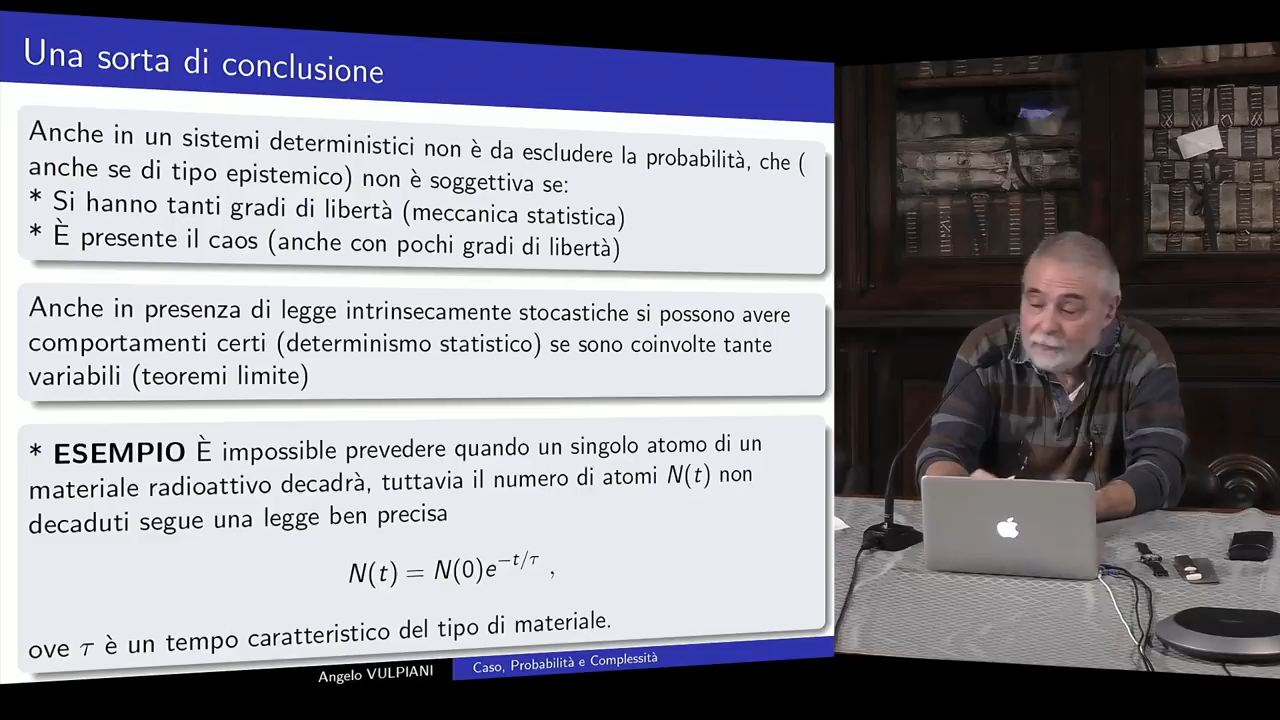 Una sorta di conclusione
Anche in un sistemi deterministici non è da escludere la probabilità, che (
anche se di tipo epistemico) non è soggettiva se:
* Si hanno tanti gradi di libertà (meccanica statistica)
* È presente il caos (anche con pochi gradi di libertà)
Anche in presenza di legge intrinsecamente stocastiche si possono avere
comportamenti certi (determinismo statistico) se sono coinvolte tante
variabili (teoremi limite)
* ESEMPIO È impossible prevedere quando un singolo atomo di un
materiale radioattivo decadrà, tuttavia il numero di atomi N(t) non
decaduti segue una legge ben precisa
N(t) = N(0)e^{-t/τ} ,
ove τ è un tempo caratteristico del tipo di materiale.
Angelo VULPIANI
Caso, Probabilità e Complessità